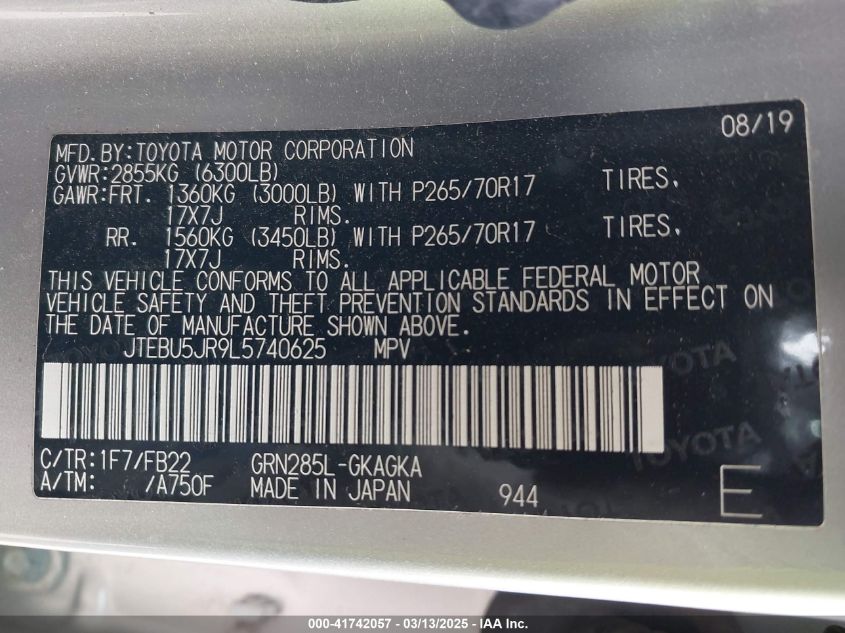 08/19
MFD.BY:TOYOTA MOTOR CORPORATION
GVWR:2855KG (6300LB)
GAWR:FRT. 1360KG (3000LB) WITH P265/70R17 TIRES,
17X7J RIMS.
RR. 1560KG (3450LB) WITH P265/70R17 TIRES,
17X7J RIMS.
THIS VEHICLE CONFORMS TO ALL APPLICABLE FEDERAL MOTOR
VEHICLE SAFETY AND THEFT PREVENTION STANDARDS IN EFFECT ON
THE DATE OF MANUFACTURE SHOWN ABOVE.
JTEBU5JR9L5740625 MPV
TOYOTA
TOYOTA
C/TR:1F7/FB22 GRN285L-GKAGKA
A/TM: /A750F MADE IN JAPAN 944 E
000-41742057 | 03/13/2025 | IAA Inc.